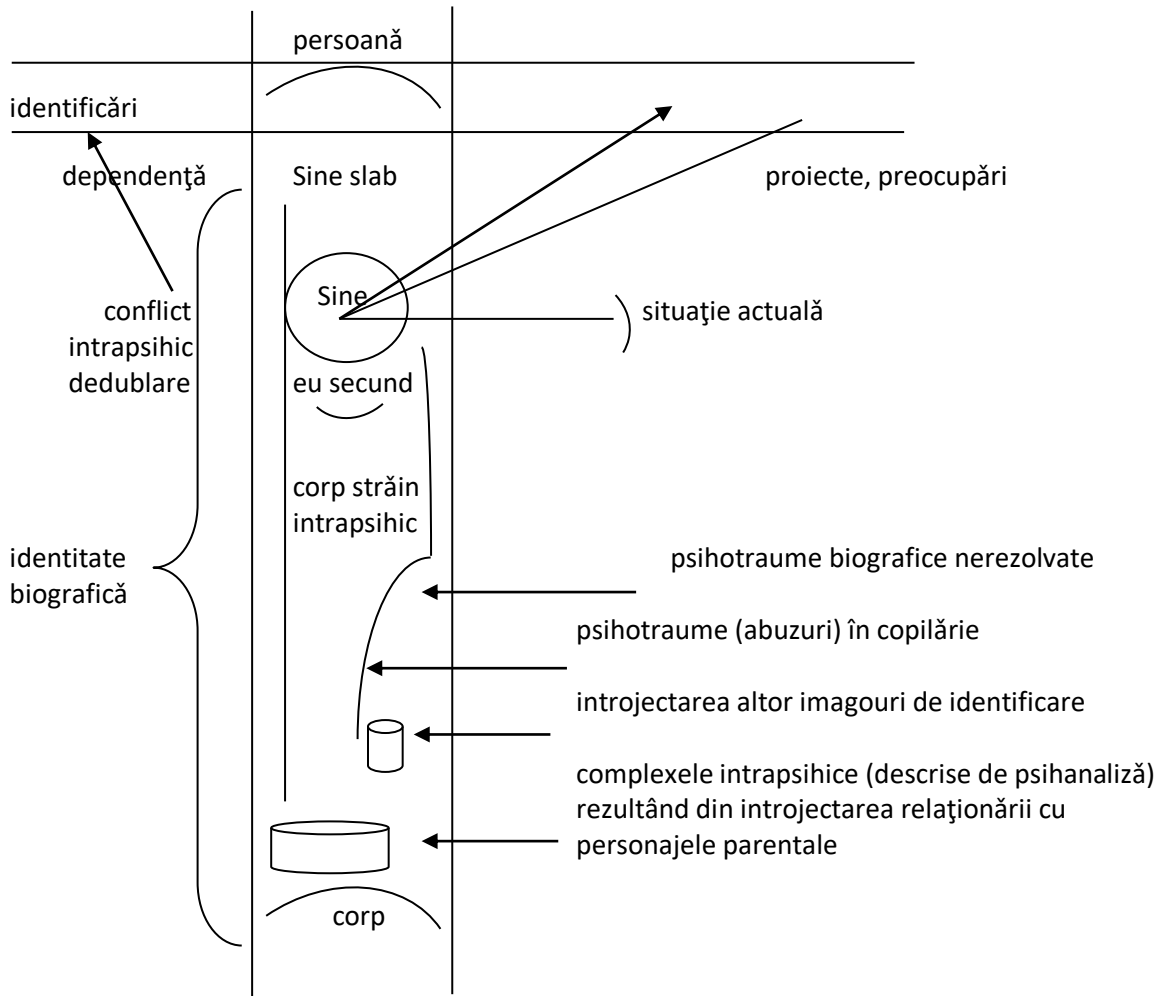 persoană
identificări
dependenţă
Sine slab
proiecte, preocupări
Sine
conflict
intrapsihic
dedublare
situaţie actuală
eu secund
corp străin
intrapsihic
identitate
biografică
psihotraume biografice nerezolvate
psihotraume (abuzuri) în copilărie
introjectarea altor imagouri de identificare
complexele intrapsihice (descrise de psihanaliză)
rezultând din introjectarea relaţionării cu
personajele parentale
corp